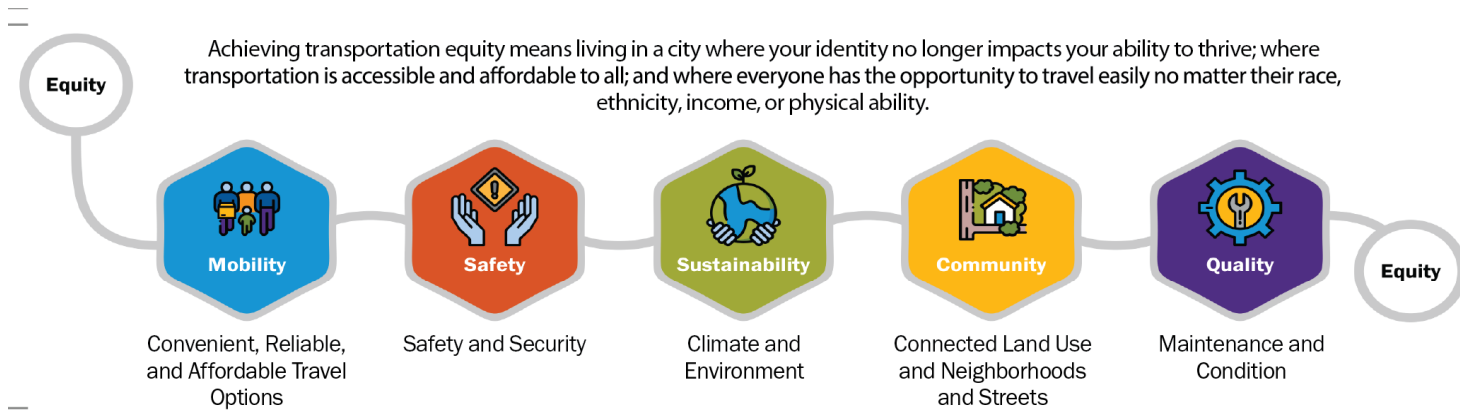 Achieving transportation equity means living in a city where your identity no longer impacts your ability to thrive; where
transportation is accessible and affordable to all; and where everyone has the opportunity to travel easily no matter their race,
ethnicity, income, or physical ability.
Equity
Mobility
Safety
Sustainability
Community
Quality
Equity
Convenient, Reliable,
and Affordable Travel
Options
Safety and Security
Climate and
Environment
Connected Land Use
and Neighborhoods
and Streets
Maintenance and
Condition